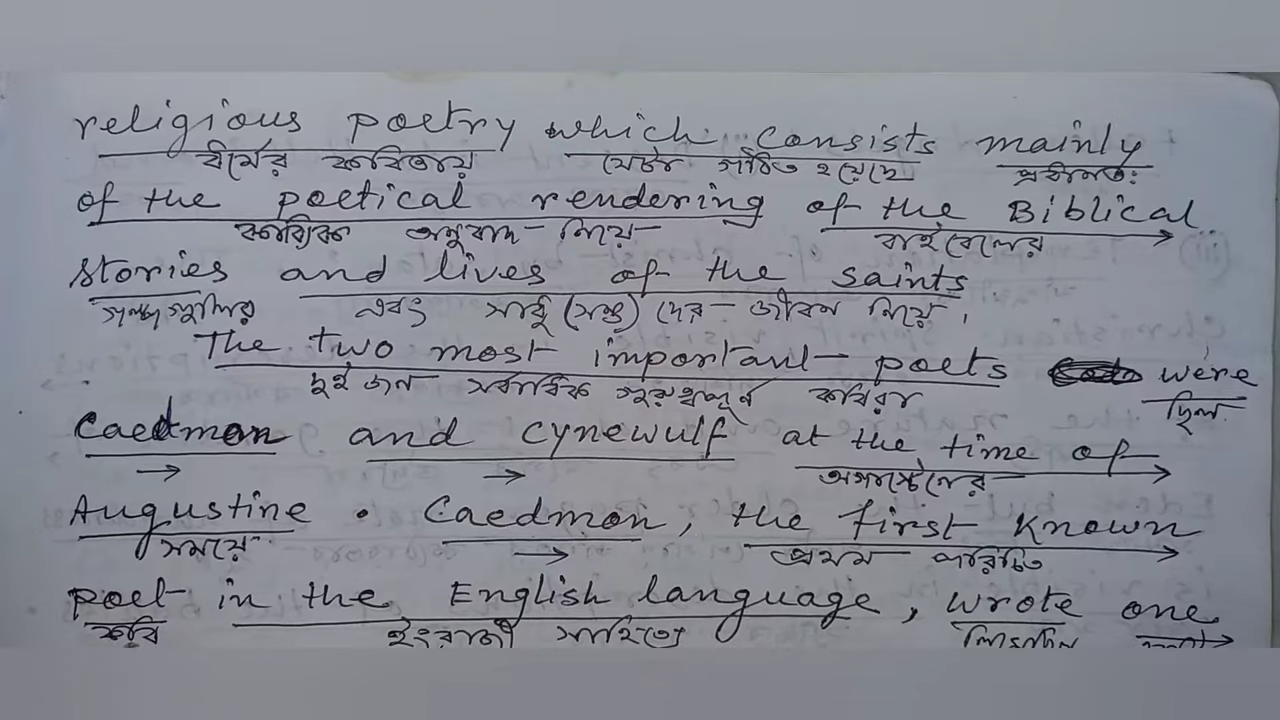 religious poetry which consists mainly
ধর্মের কবিতায় যেটা গঠিত হয়েছে প্রধানতঃ
of the poetical rendering of the Biblical
কাব্যিক অনুবাদ নিয়ে বাইবেলের
stories and lives of the saints
গল্পগুলির এবং সাধু (সন্ত) দের জীবন নিয়ে।
The two most important poets were
দুই জন সর্বাধিক গুরুত্বপূর্ণ কবিরা ছিল
Caedmon and Cynewulf at the time of
অগাস্টেনের
Augustine. Caedmon, the first known
সময়ে প্রথম পরিচিত
poet in the English language, wrote one
কবি ইংরাজী সাহিত্যে